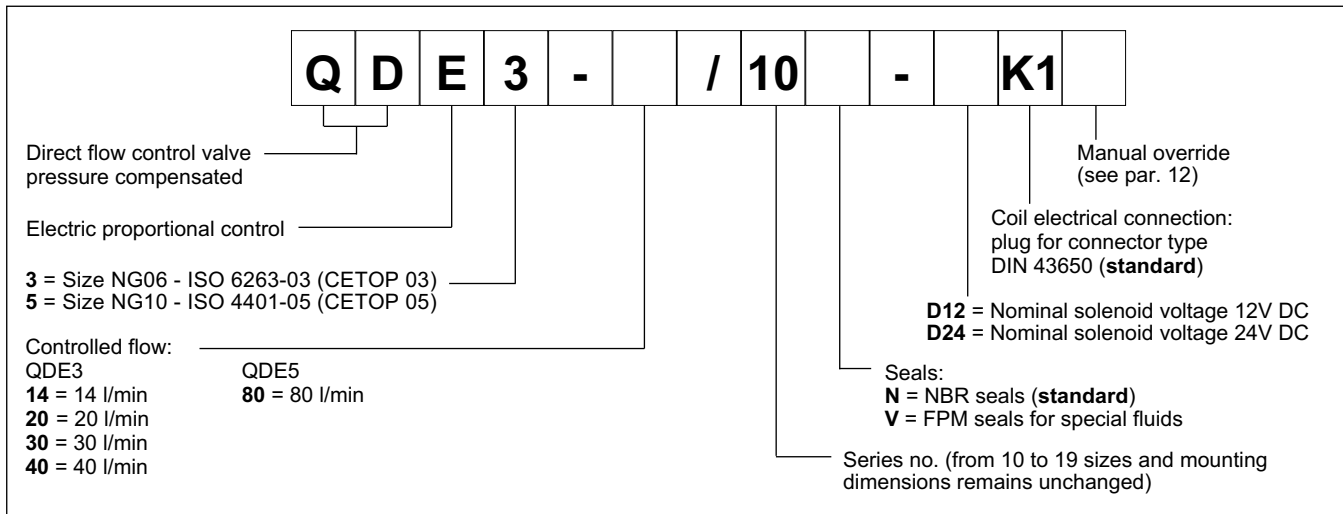 Q D E 3 - / 10 - K1
Direct flow control valve
pressure compensated
Electric proportional control
3 = Size NG06 - ISO 6263-03 (CETOP 03)
5 = Size NG10 - ISO 4401-05 (CETOP 05)
Controlled flow:
QDE3 QDE5
14 = 14 l/min 80 = 80 l/min
20 = 20 l/min
30 = 30 l/min
40 = 40 l/min
Manual override
(see par. 12)
Coil electrical connection:
plug for connector type
DIN 43650 (standard)
D12 = Nominal solenoid voltage 12V DC
D24 = Nominal solenoid voltage 24V DC
Seals:
N = NBR seals (standard)
V = FPM seals for special fluids
Series no. (from 10 to 19 sizes and mounting
dimensions remains unchanged)